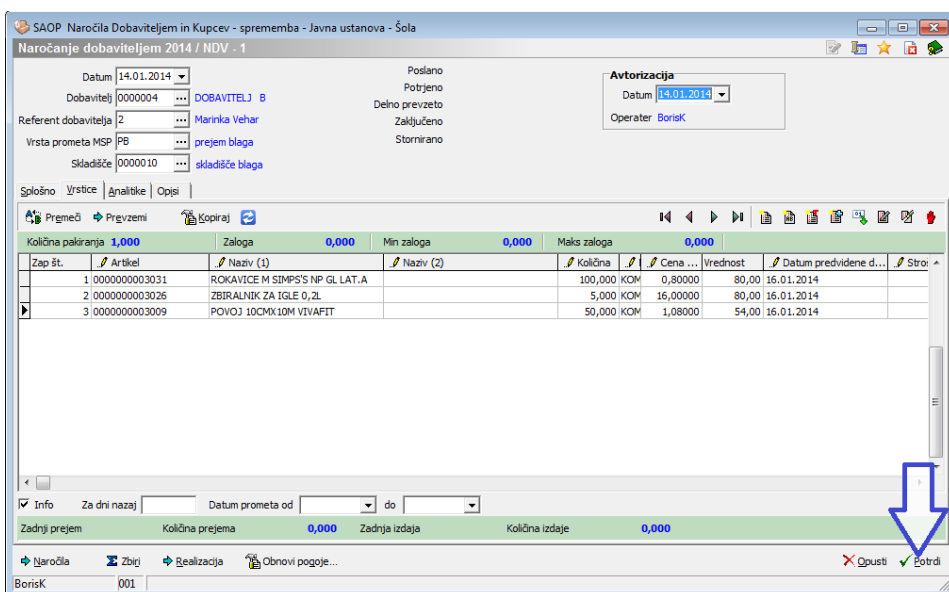 SAOP Naročila Dobaviteljem in Kupcev - sprememba - Javna ustanova - Šola
Naročanje dobaviteljem 2014 / NDV - 1
Datum 14.01.2014
Dobavitelj 0000004 ... DOBAVITELJ B
Referent dobavitelja 2 ... Marinka Vehar
Vrsta prometa MSP PB ... prejem blaga
Skladišče 0000010 ... skladišče blaga
Poslano
Potrjeno
Delno prevzeto
Zaključeno
Stornirano
Avtorizacija
Datum 14.01.2014
Operater BorisK
Splošno Vrstice Analitike Opisi
Premeči Prevzemi Kopiraj
Količina pakiranja 1,000 Zaloga 0,000 Min zaloga 0,000 Maks zaloga 0,000
Zap št. Artikel Naziv (1) Naziv (2) Količina Cena ... Vrednost Datum predvidene d...
1 0000000003031 ROKAVICE M SIMPS'S NP GL LAT.A 100,000 KOM 0,80000 80,00 16.01.2014
2 0000000003026 ZBIRALNIK ZA IGLE 0,2L 5,000 KOM 16,00000 80,00 16.01.2014
3 0000000003009 POVOJ 10CMX10M VIVAFIT 50,000 KOM 1,08000 54,00 16.01.2014
Info Za dni nazaj Datum prometa od do
Zadnji prejem Količina prejema 0,000 Zadnja izdaja Količina izdaje 0,000
Naročila Zbiri Realizacija Obnovi pogoje... Opusti Potrdi
BorisK 001